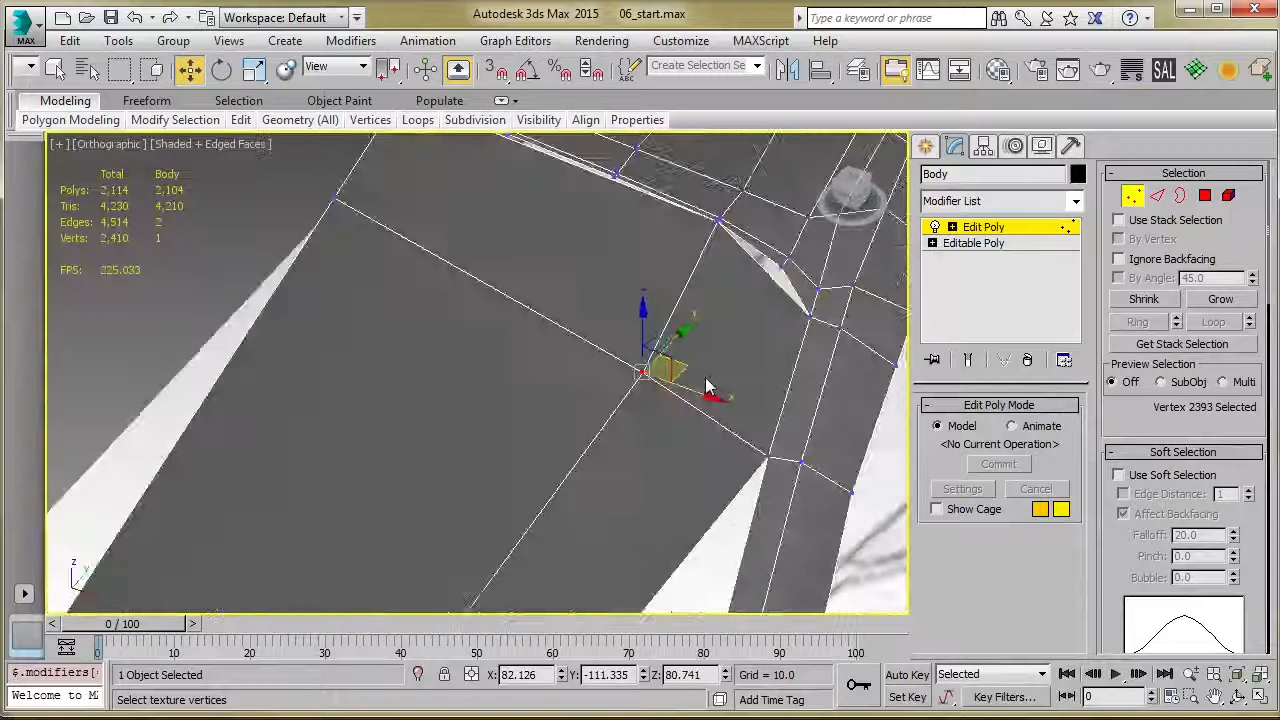 MAX
Workspace: Default
Autodesk 3ds Max 2015 06_start.max
Type a keyword or phrase
Edit Tools Group Views Create Modifiers Animation Graph Editors Rendering Customize MAXScript Help
View
Create Selection Se
SAL
Modeling Freeform Selection Object Paint Populate
Polygon Modeling Modify Selection Edit Geometry (All) Vertices Loops Subdivision Visibility Align Properties
[ + ] [Orthographic ] [Shaded + Edged Faces ]
Total Body
Polys: 2,114 2,104
Tris: 4,230 4,210
Edges: 4,514 2
Verts: 2,410 1
FPS: 225.033
Body
Modifier List
Edit Poly
Editable Poly
Edit Poly Mode
Model Animate
<No Current Operation>
Commit
Settings Cancel
Show Cage
Selection
Use Stack Selection
By Vertex
Ignore Backfacing
By Angle: 45.0
Shrink Grow
Ring Loop
Get Stack Selection
Preview Selection
Off SubObj Multi
Vertex 2393 Selected
Soft Selection
Use Soft Selection
Edge Distance: 1
Affect Backfacing
Falloff: 20.0
Pinch: 0.0
Bubble: 0.0
0 / 100
0 10 20 30 40 50 60 70 80 90 100
$.modifiers[:
Welcome to Ma
1 Object Selected
X: 82.126 Y: -111.335 Z: 80.741 Grid = 10.0
Auto Key Selected
Select texture vertices
Add Time Tag
Set Key Key Filters... 0